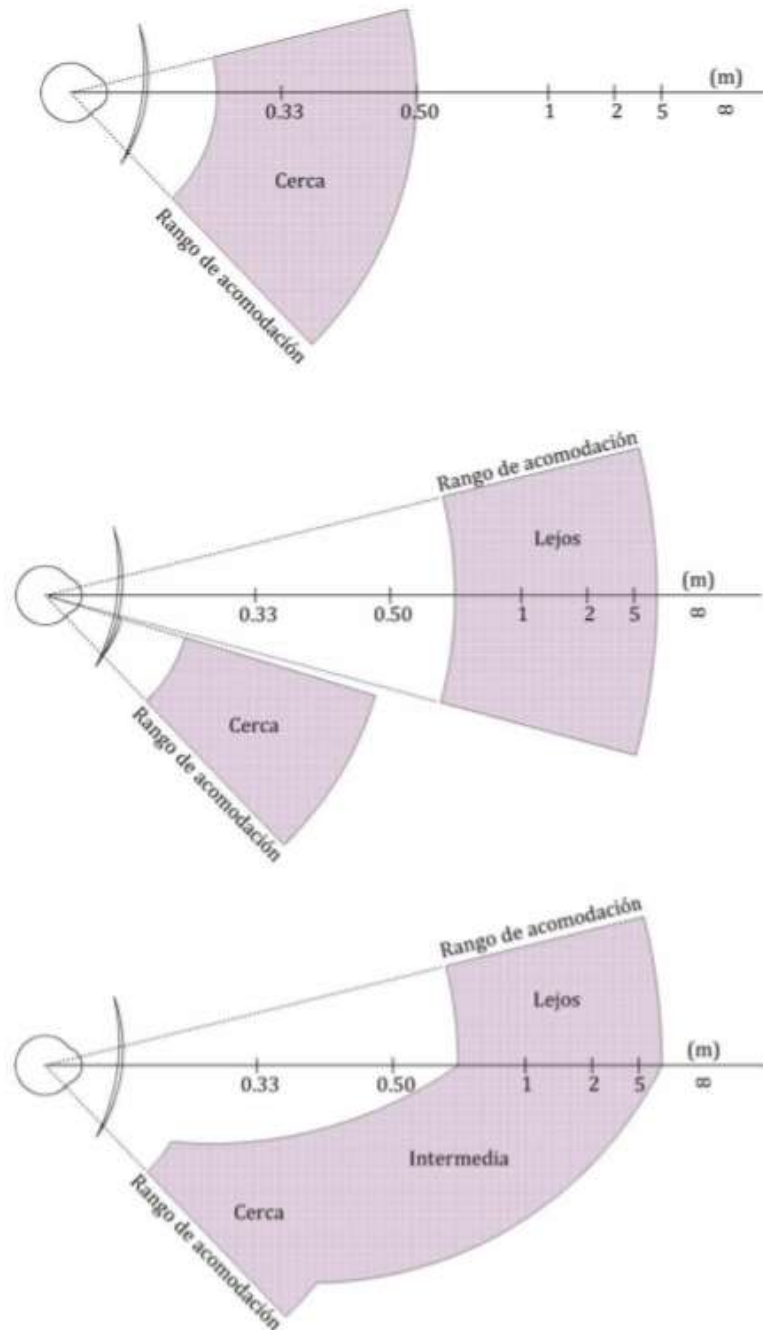 (m)
0.33 0.50 1 2 5 ∞
Cerca
Rango de acomodación
Rango de acomodación
Lejos
(m)
0.33 0.50 1 2 5 ∞
Cerca
Rango de acomodación
Rango de acomodación
Lejos
(m)
0.33 0.50 1 2 5 ∞
Intermedia
Cerca
Rango de acomodación